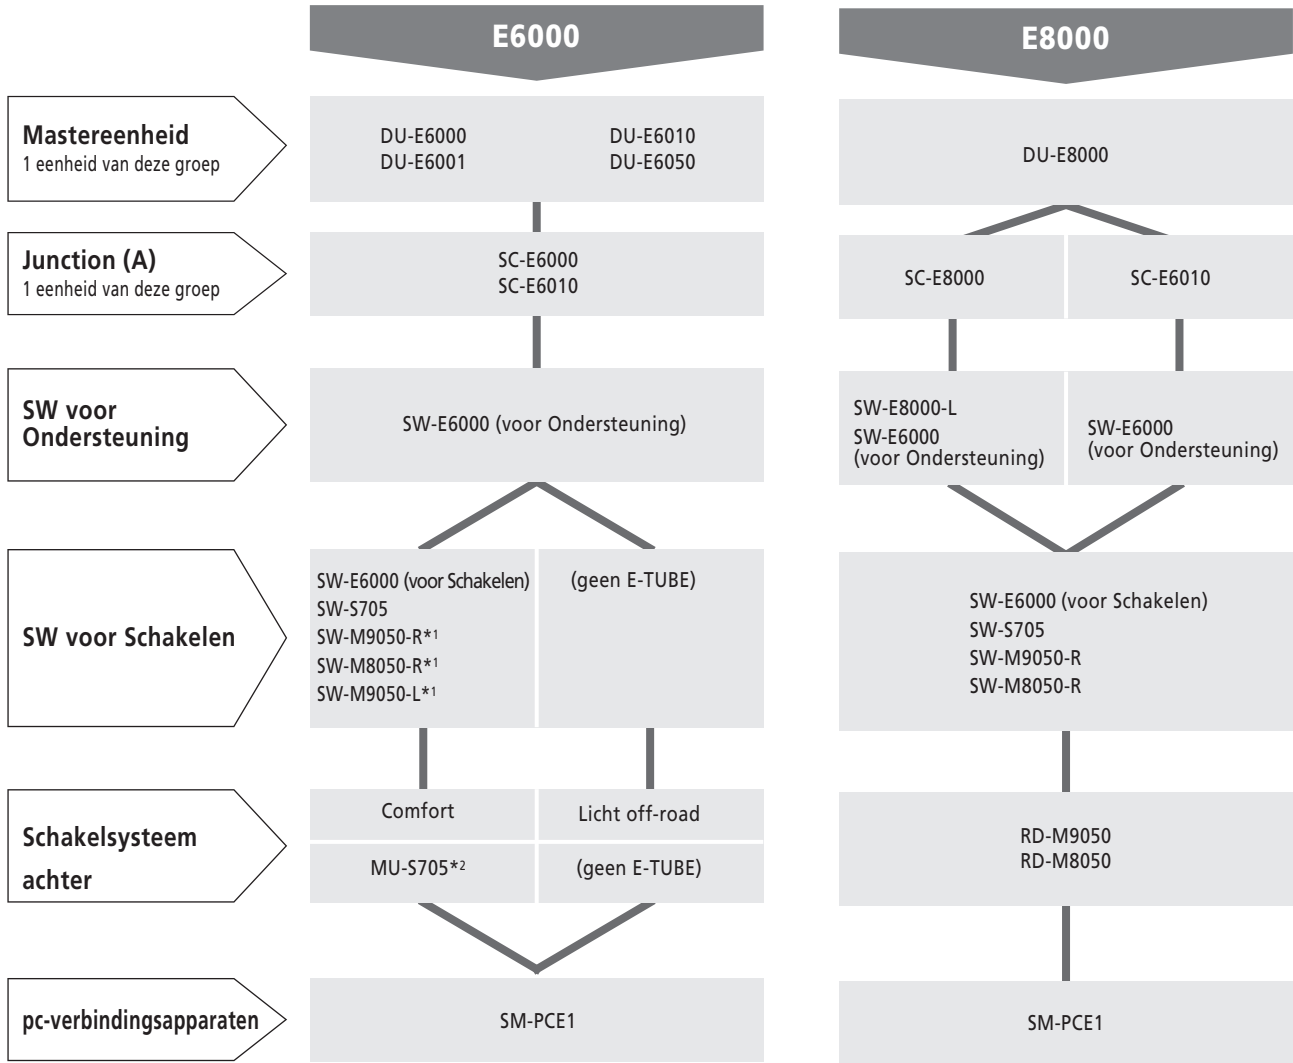 E6000
E8000
Mastereenheid
1 eenheid van deze groep
DU-E6000
DU-E6010
DU-E6001
DU-E6050
DU-E8000
Junction (A)
1 eenheid van deze groep
SC-E6000
SC-E6010
SC-E8000
SC-E6010
SW voor
Ondersteuning
SW-E6000 (voor Ondersteuning)
SW-E8000-L
SW-E6000
(voor Ondersteuning)
SW-E6000
(voor Ondersteuning)
SW voor Schakelen
SW-E6000 (voor Schakelen)
SW-S705
SW-M9050-R*1
SW-M8050-R*1
SW-M9050-L*1
(geen E-TUBE)
SW-E6000 (voor Schakelen)
SW-S705
SW-M9050-R
SW-M8050-R
Schakelsysteem
achter
Comfort
Licht off-road
MU-S705*2
(geen E-TUBE)
RD-M9050
RD-M8050
pc-verbindingsapparaten
SM-PCE1
SM-PCE1